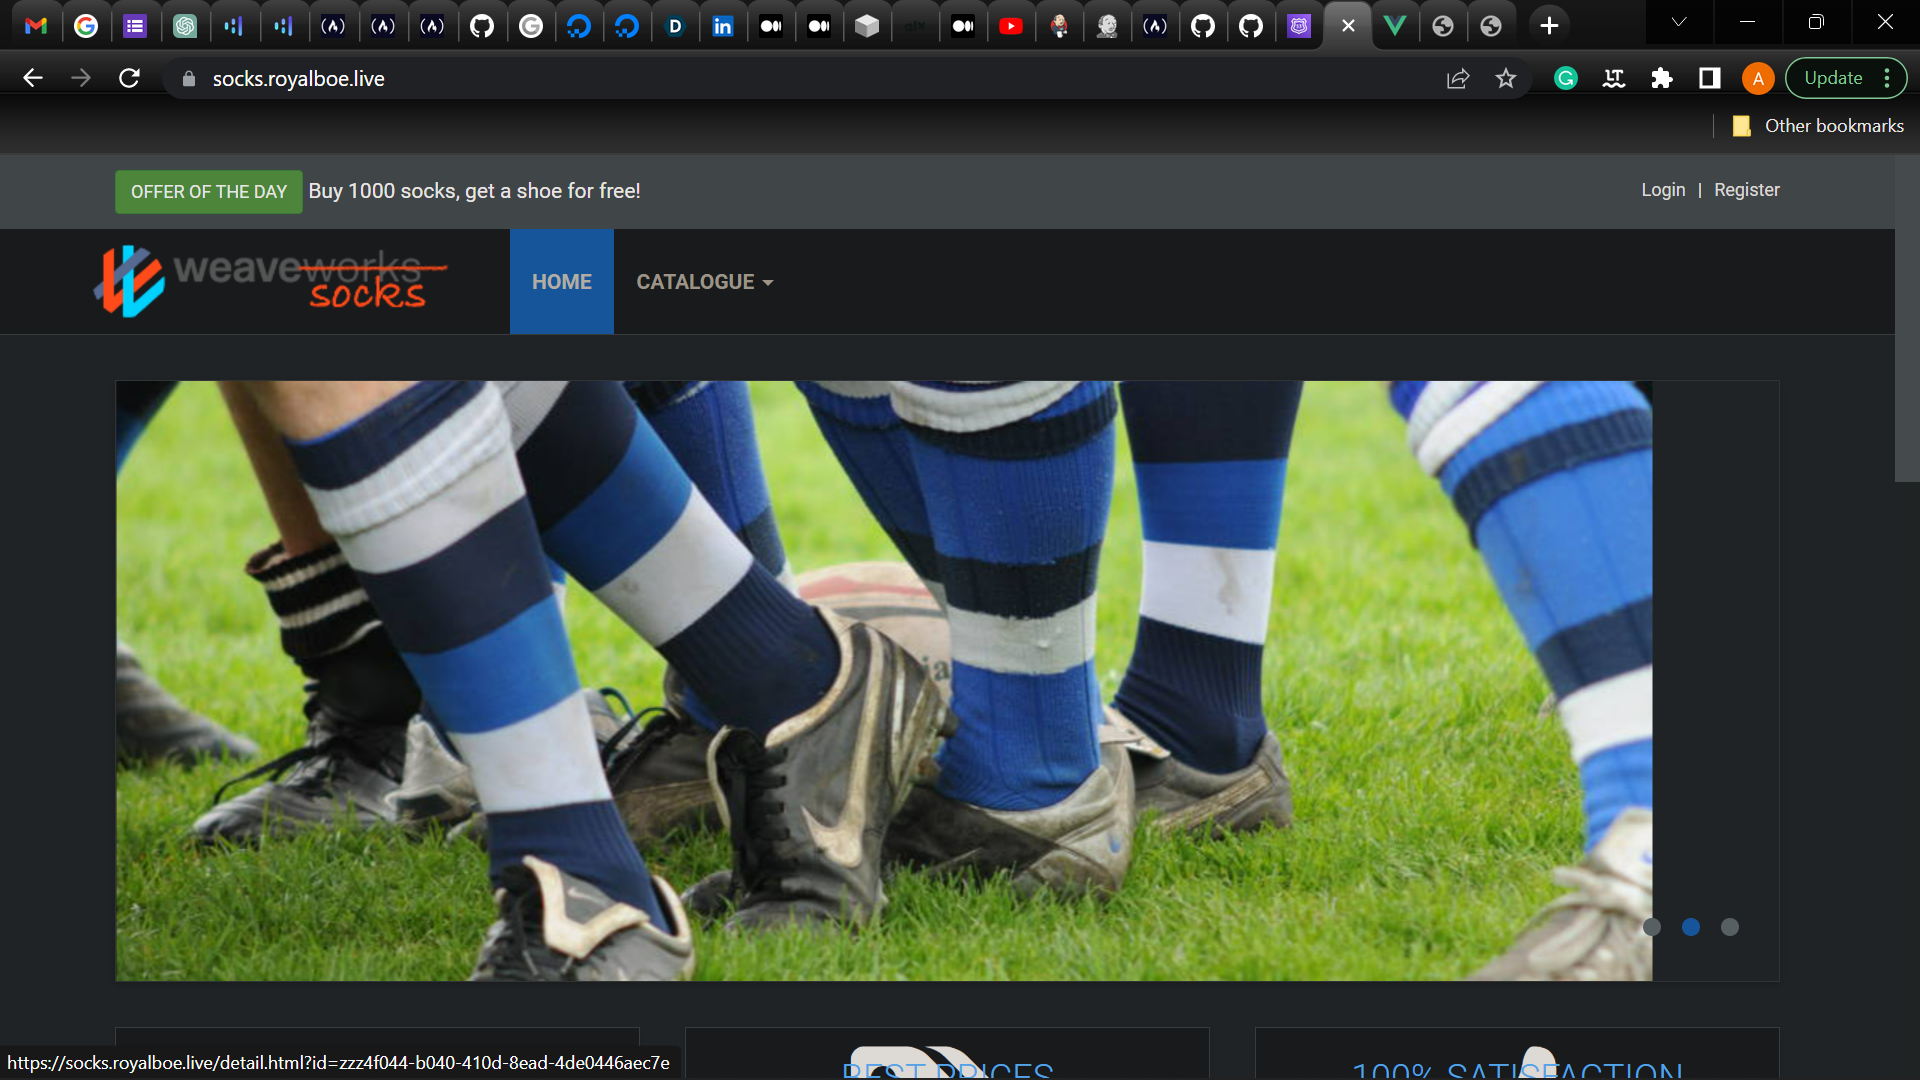 socks.royalboe.live
Update
Other bookmarks
OFFER OF THE DAY Buy 1000 socks, get a shoe for free!
Login | Register
weaveworks
socks
HOME
CATALOGUE
BEST PRICES
100% SATISFACTION
https://socks.royalboe.live/detail.html?id=zzz4f044-b040-410d-8ead-4de0446aec7e